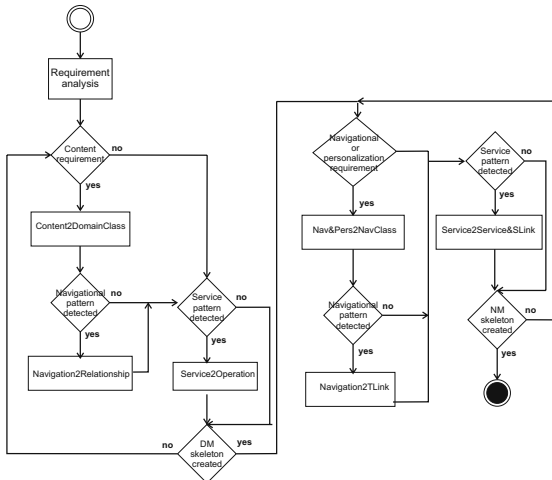 Requirement
analysis
Content
requirement
no
yes
Content2DomainClass
Navigational
pattern
detected
no
yes
Navigation2Relationship
Service
pattern
detected
no
yes
Service2Operation
no
yes
DM
skeleton
created
Navigational
or
personalization
requirement
yes
Nav&Pers2NavClass
Navigational
pattern
detected
no
yes
Navigation2TLink
Service
pattern
detected
no
yes
Service2Service&SLink
NM
skeleton
created
no
yes